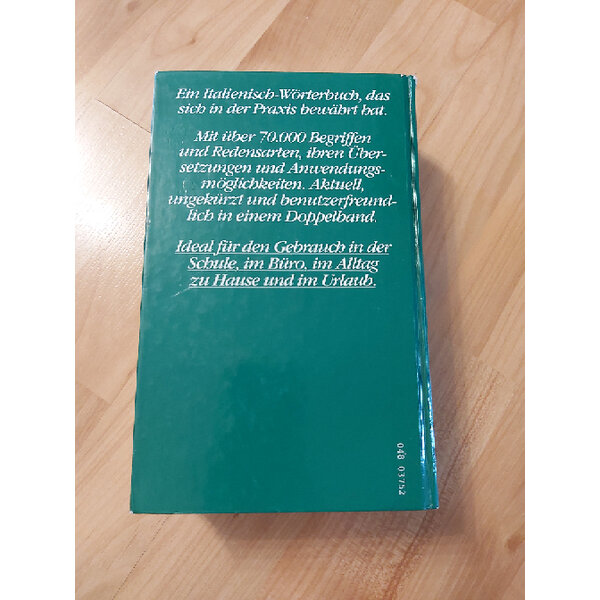 Ein Italienisch-Wörterbuch, das
sich in der Praxis bewährt hat.
Mit über 70.000 Begriffen
und Redensarten, ihren Über-
setzungen und Anwendungs-
möglichkeiten. Aktuell,
ungekürzt und benutzerfreund-
lich in einem Doppelband.
Ideal für den Gebrauch in der
Schule, im Büro, im Alltag
zu Hause und im Urlaub.
048 03752